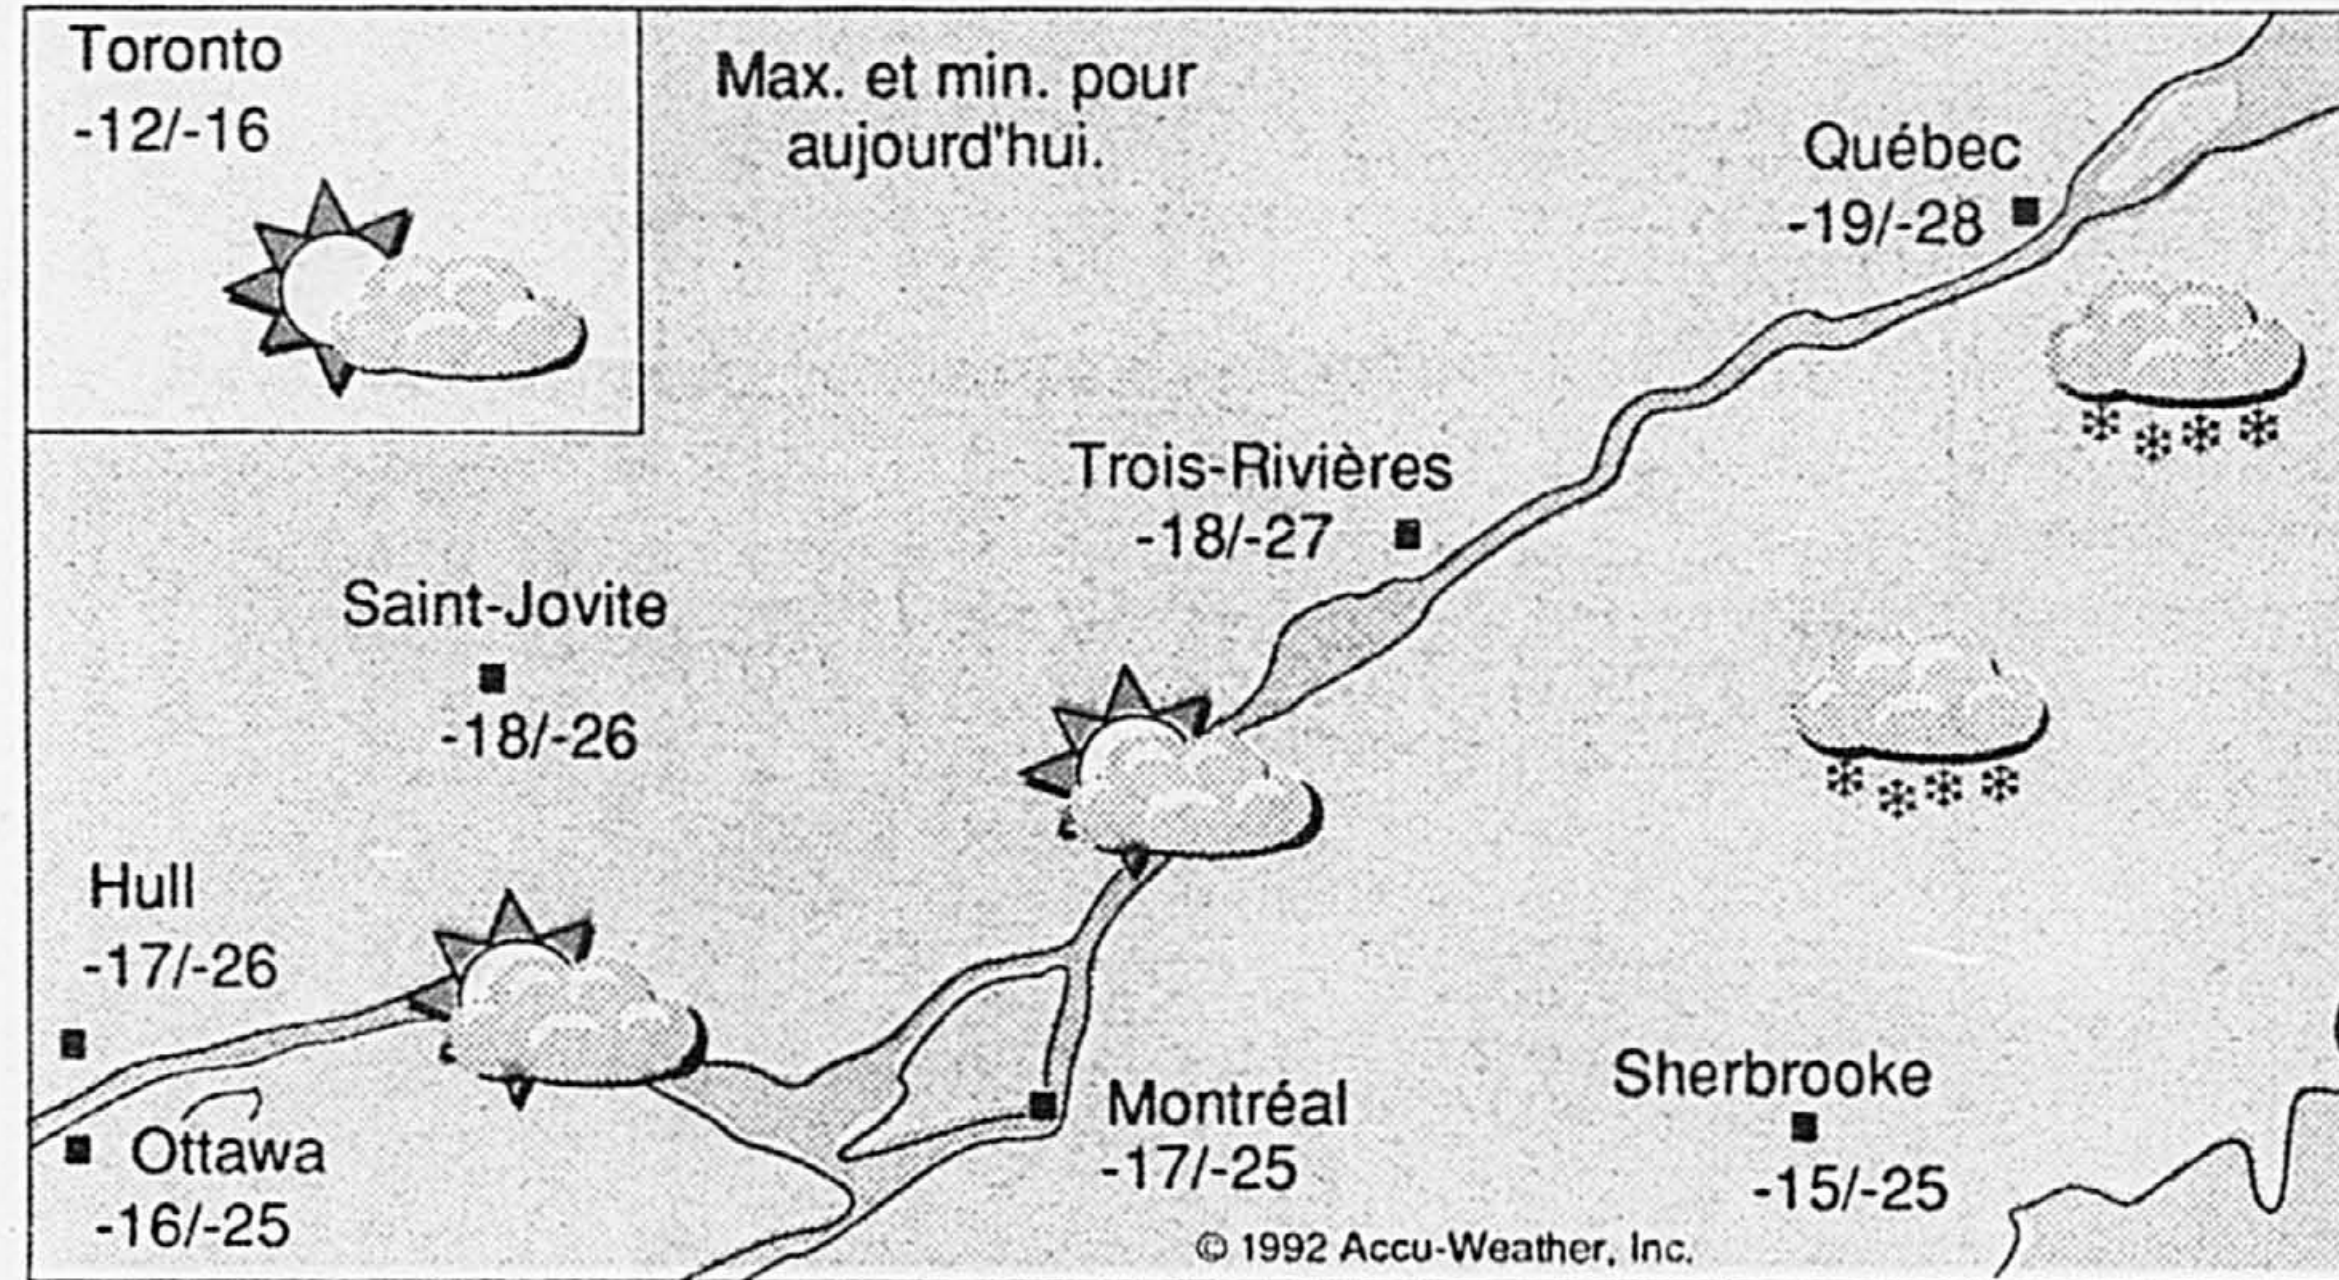 Toronto
-12/-16
Max. et min. pour
aujourd'hui.
Québec
-19/-28
Trois-Rivières
-18/-27
Saint-Jovite
-18/-26
Hull
-17/-26
Ottawa
-16/-25
Montréal
-17/-25
Sherbrooke
-15/-25
© 1992 Accu-Weather, Inc.